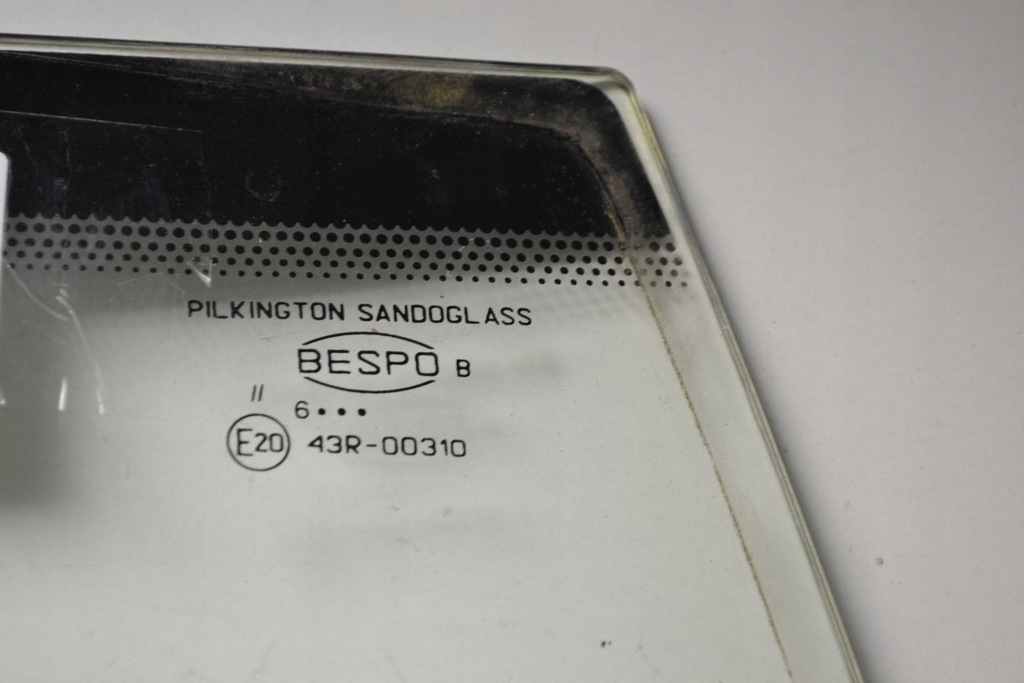 PILKINGTON SANDOGLASS
BESPO B
II
6•••
E20 43R-00310